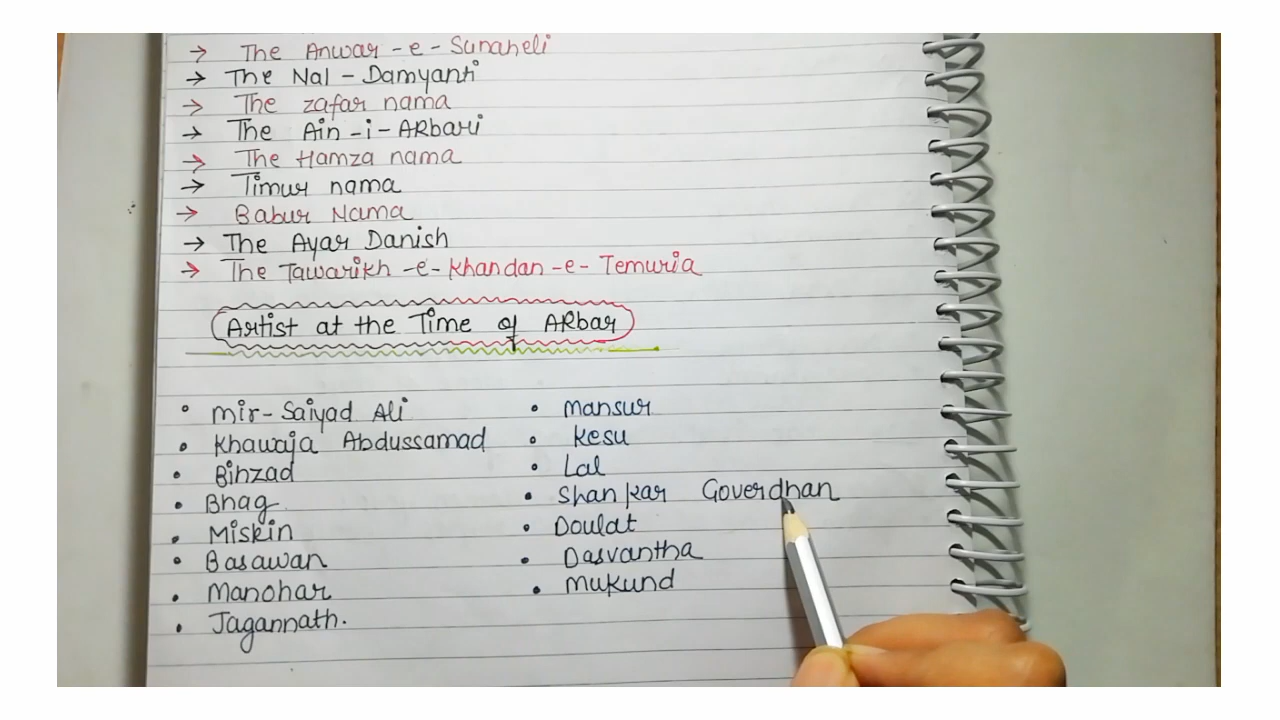 → The Anwar-e-Sunaheli
→ The Nal-Damyanti
→ The zafar nama
→ The Ain-i-AKbari
→ The Hamza nama
→ Timur nama
→ Babur Nama
→ The Ayar Danish
→ The Tawarikh-e-khandan-e-Temuria
Artist at the Time of AKbar
• Mir-Saiyad Ali
• Khawaja Abdussamad
• Bihzad
• Bhag
• Miskin
• Basawan
• Manohar
• Jagannath.
• Mansur
• Kesu
• Lal
• Shankar Goverdhan
• Doulat
• Dasvantha
• Mukund